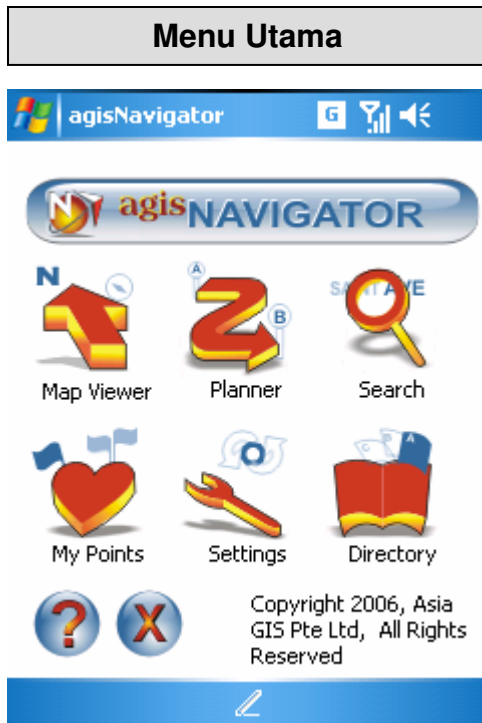 Menu Utama
agisNavigator G
N agisNAVIGATOR
N
A
B
SAINT AVE
Map Viewer Planner Search
O
C B A
My Points Settings Directory
? X
Copyright 2006, Asia
GIS Pte Ltd, All Rights
Reserved